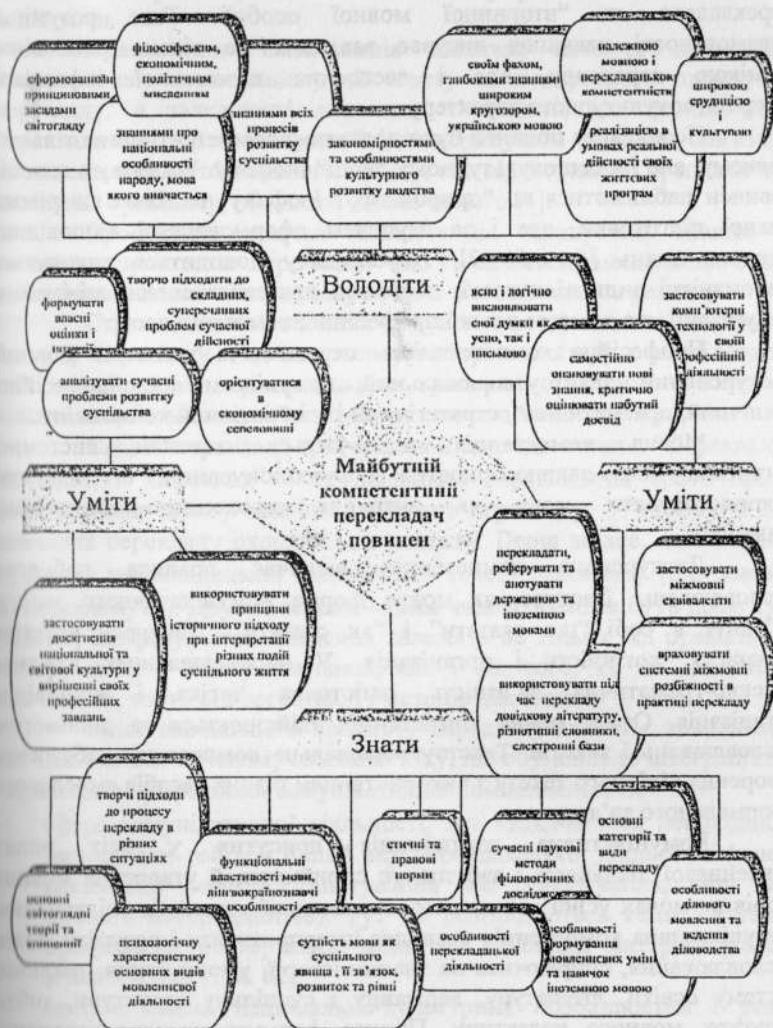 сформованими
принциповими
засадами
світогляду
філософським,
економічним,
політичним
мисленням
знаннями про
особливості
народу, мова
якого
вивчається
знаннями всіх
процесів
розвитку
суспільства
закономірностями
та особливостями
культурного
розвитку людства
своїм фахом,
глибокими знаннями,
широким
кругозором,
українською мовою
належною
мовною і
перекладацькою
компетентністю
реалізацією в
умовах реальної
дійсності своїх
життєвих
програм
широкою
ерудицією
і
культурою
Володіти
формувати
власні
оцінки і
творчо підходити до
складних,
суперечливих
проблем сучасної
дійсності
аналізувати сучасні
проблеми розвитку
суспільства
орієнтуватися
в
економічному
середовищі
ясно і логічно
висловлювати
свої думки як
усно, так і
письмово
постійно
опановувати нові
знання, критично
оцінювати набутий
досвід
застосовувати
комп'ютерні
технології у
своїй
професійній
діяльності
Майбутній
компетентний
перекладач
повинен
Уміти
Уміти
застосовувати
досягнення
національної та
світової культури у
вирішенні своїх
професійних
завдань
використовувати
принципи
історичного підходу
при інтерпретації
різних подій
суспільного життя
перекладати,
реферувати та
анотувати
державною та
іноземною
мовами
використовувати під
час перекладу
довідкову літературу,
різнотипні словники,
електронні бази
застосовувати
міжмовні
еквіваленти
враховувати
системні міжмовні
розбіжності в
практиці перекладу
Знати
творчі підходи
до процесу
перекладу в
різних
ситуаціях
основні
світоглядні
теорії та
концепції
психологічну
характеристику
основних видів
мовленнєвої
діяльності
функціональні
властивості мови,
лінгвокраїнознавчі
особливості
сутність мови як
суспільного
явища , її зв'язок,
розвиток та рівні
етичні та
правові
норми
особливості
перекладацької
діяльності
сучасні наукові
методи
філологічних
досліджень
особливості
формування
мовленнєвих умінь
та навичок
іноземною мовою
основні
категорії та
види
перекладу
особливості
ділового
мовлення та
ведення
діловодства